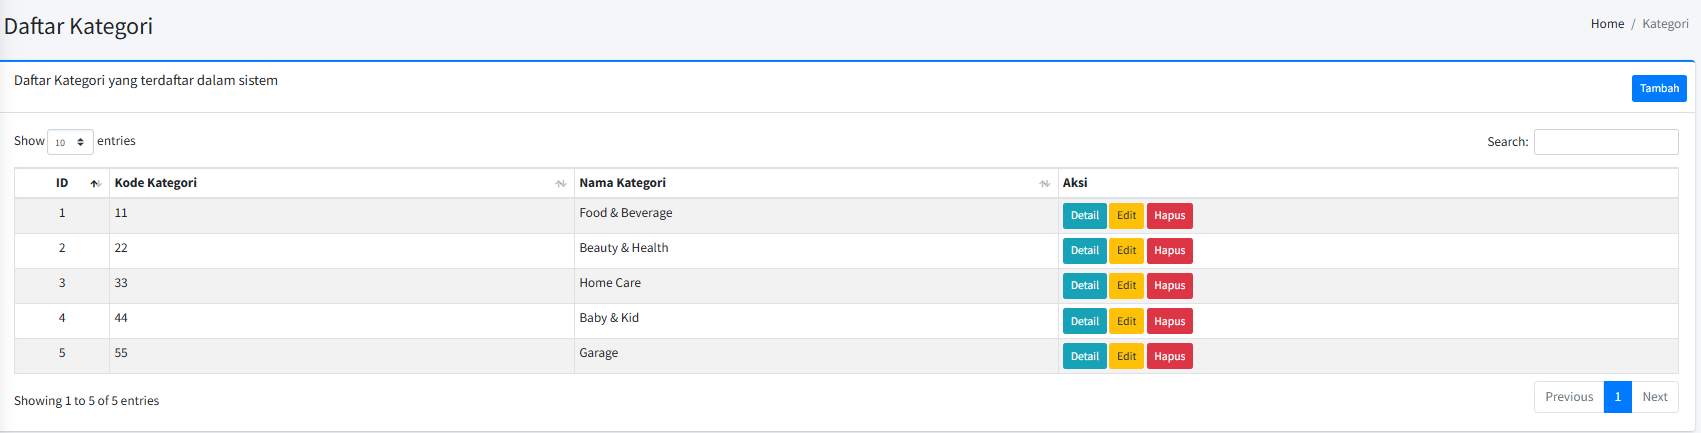 Daftar Kategori
Home / Kategori
Daftar Kategori yang terdaftar dalam sistem
Tambah
Show 10 entries
Search:
ID Kode Kategori Nama Kategori Aksi
1 11 Food & Beverage Detail Edit Hapus
2 22 Beauty & Health Detail Edit Hapus
3 33 Home Care Detail Edit Hapus
4 44 Baby & Kid Detail Edit Hapus
5 55 Garage Detail Edit Hapus
Showing 1 to 5 of 5 entries
Previous 1 Next